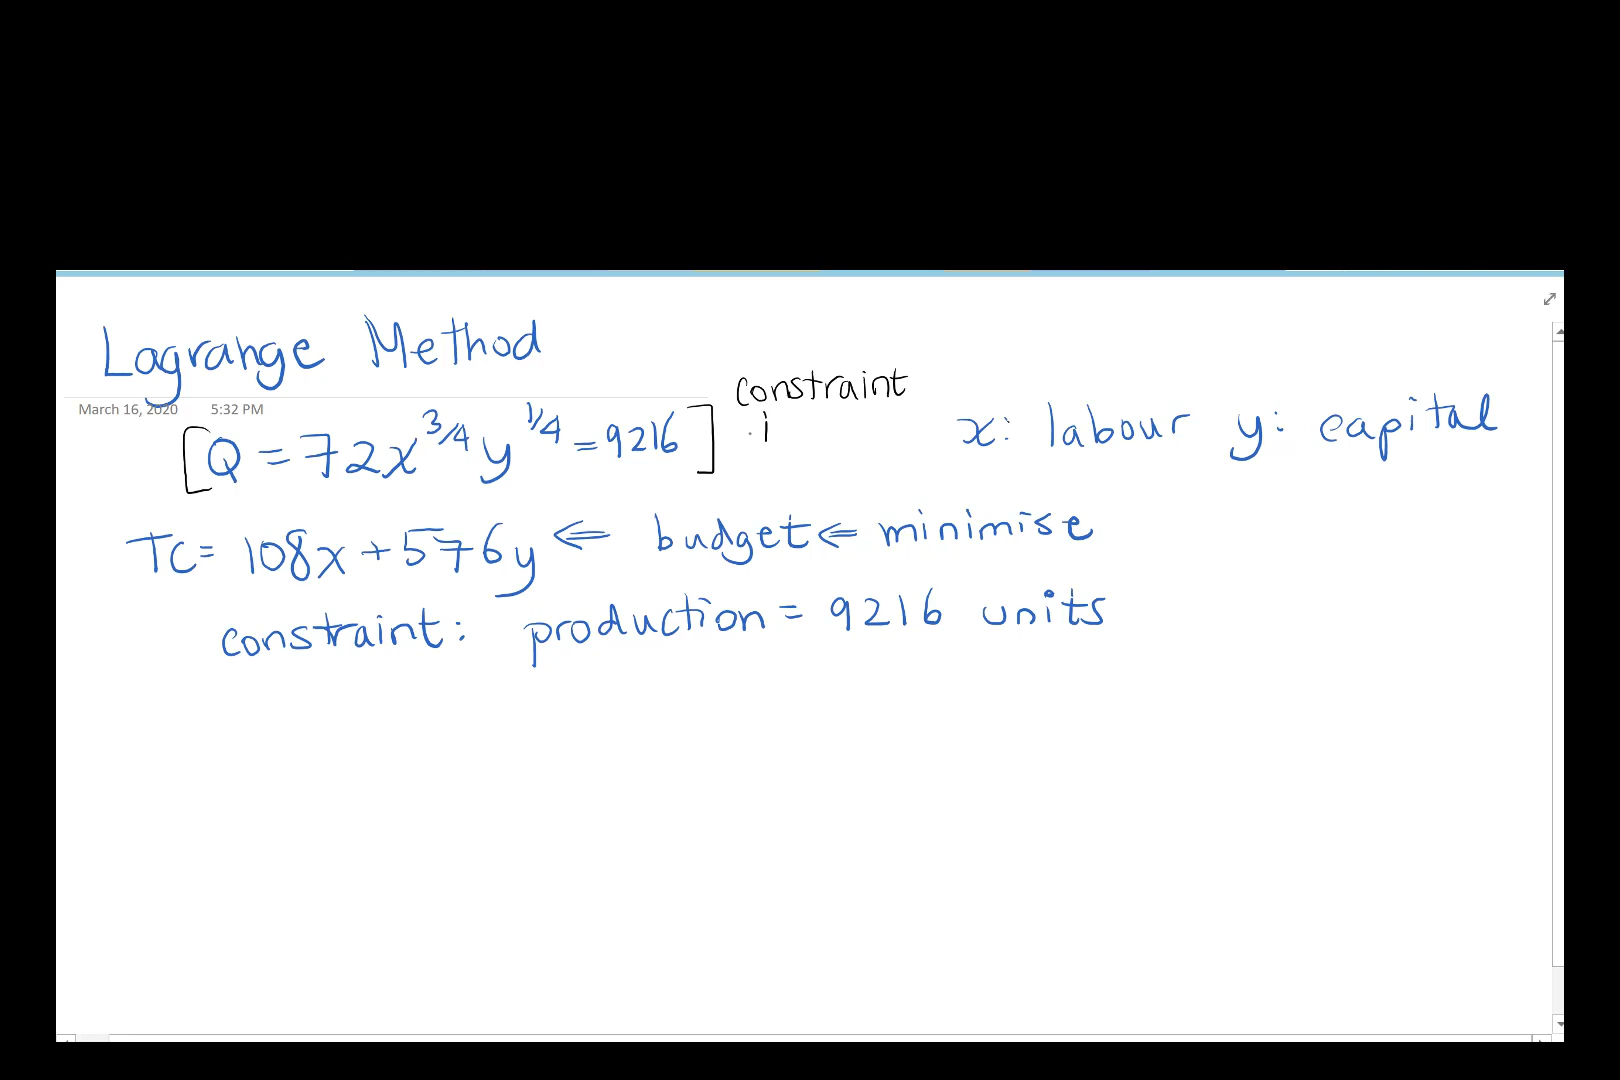 Lagrange Method
March 16, 2020 5:32 PM
constraint
[Q = 72x^3/4 y^1/4 = 9216] i
x: labour y: capital
TC = 108x + 576y ⇐ budget ⇐ minimise
constraint: production = 9216 units